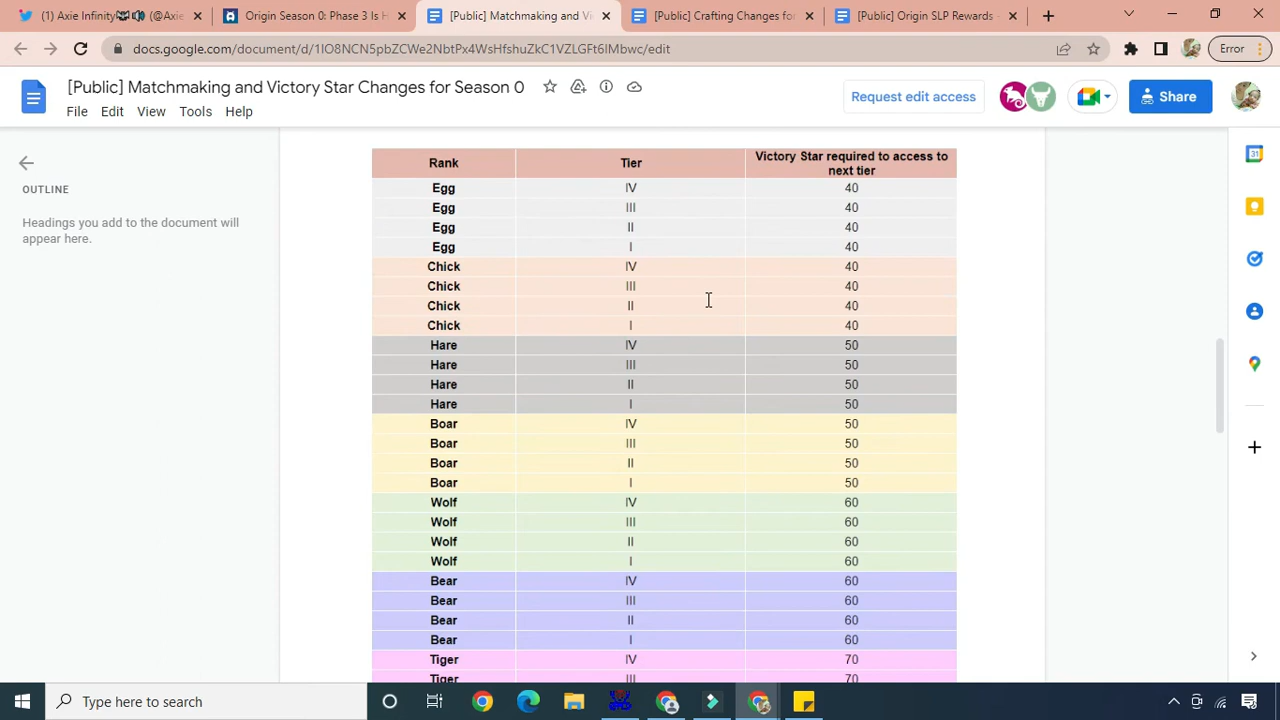 (1) Axie Infinity (@Axie
Origin Season 0: Phase 3 is H
[Public] Matchmaking and Vi
[Public] Crafting Changes for
[Public] Origin SLP Rewards -
docs.google.com/document/d/1IO8NCN5pbZCWe2NbtPx4WsHfshuZkC1VZLGFt6IMbwc/edit
Error
[Public] Matchmaking and Victory Star Changes for Season 0
File Edit View Tools Help
Request edit access
Share
OUTLINE
Headings you add to the document will
appear here.
Rank Tier Victory Star required to access to
next tier
Egg IV 40
Egg III 40
Egg II 40
Egg I 40
Chick IV 40
Chick III 40
Chick II 40
Chick I 40
Hare IV 50
Hare III 50
Hare II 50
Hare I 50
Boar IV 50
Boar III 50
Boar II 50
Boar I 50
Wolf IV 60
Wolf III 60
Wolf II 60
Wolf I 60
Bear IV 60
Bear III 60
Bear II 60
Bear I 60
Tiger IV 70
Tiger III 70
31
Type here to search